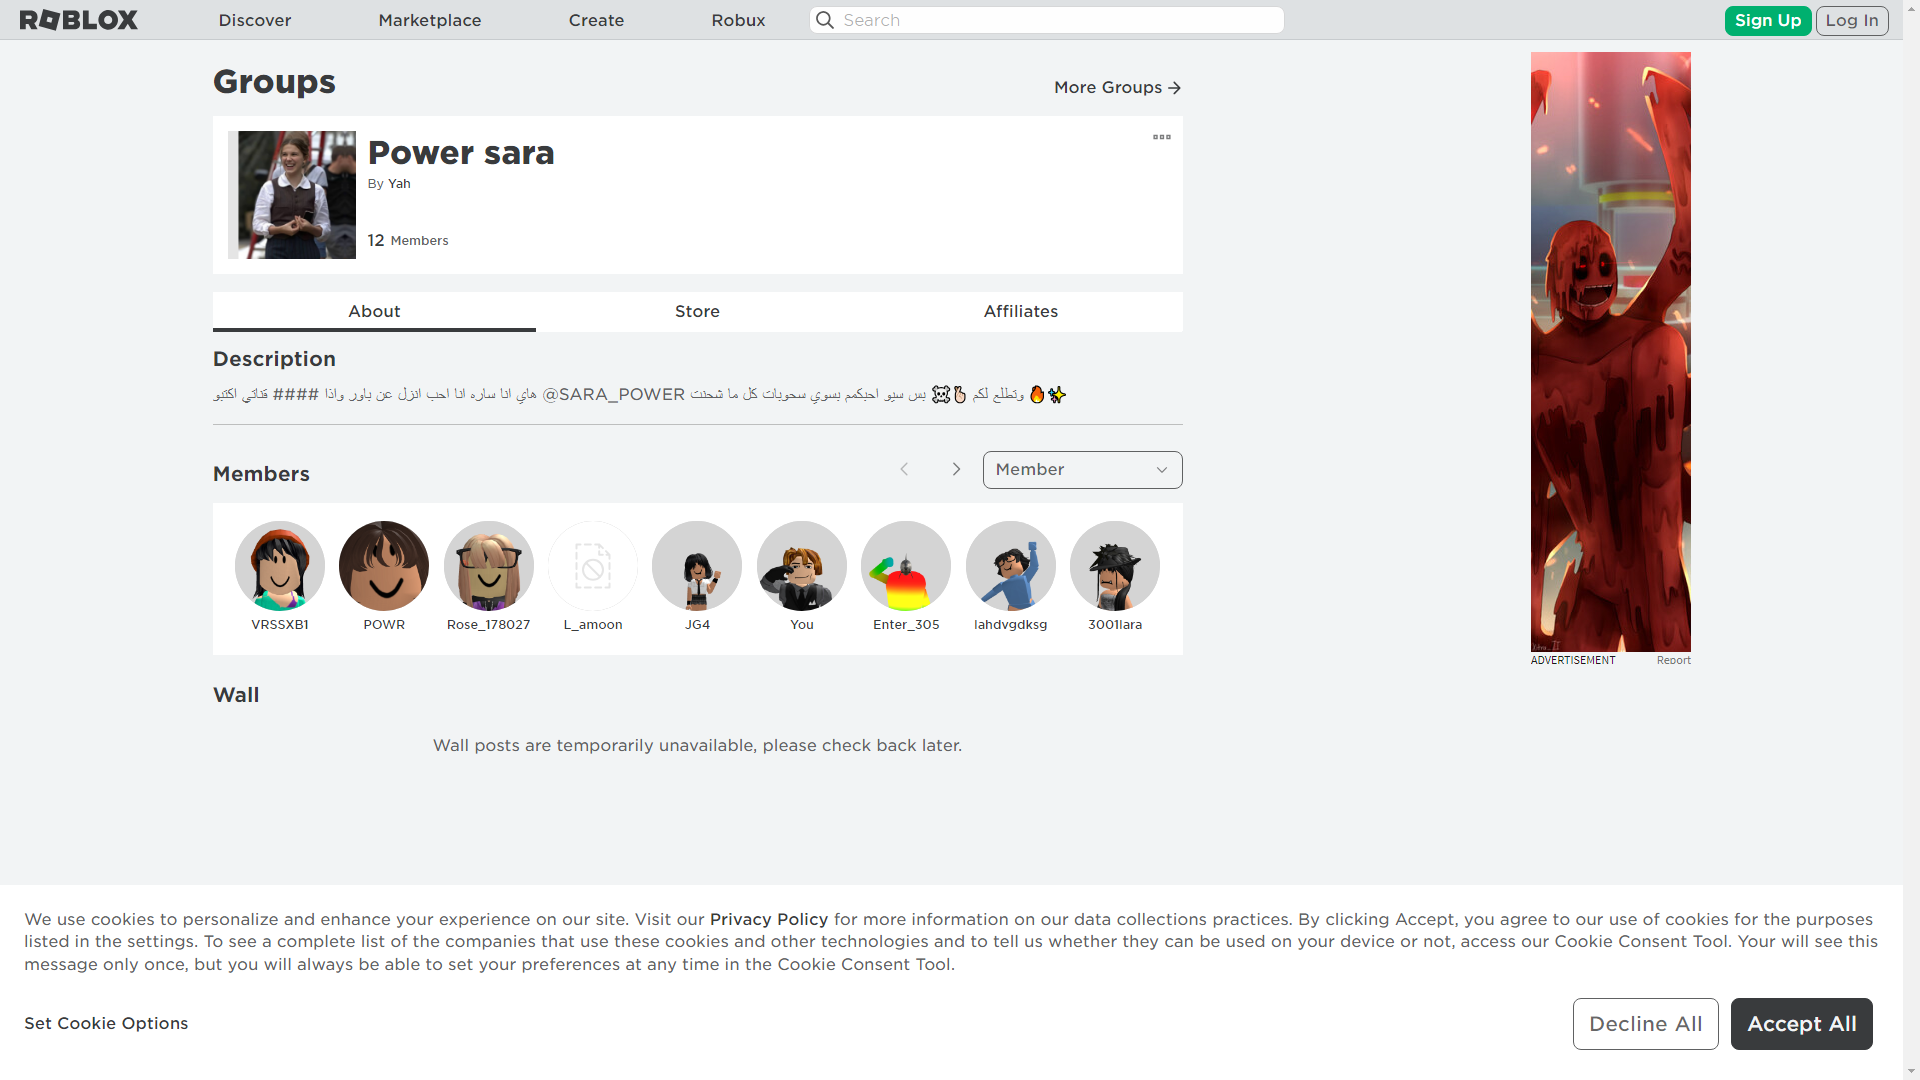 ROBLOX
Discover
Marketplace
Create
Robux
Search
Sign Up
Log In
Groups
More Groups
Power sara
By Yah
12 Members
About
Store
Affiliates
Description
هاي انا ساره انا احب انزل عن باور واذا #### قناتي اكتبو @SARA_POWER وتطلع لكم 🔥✨ بس سيو احبكمم بسوي سحوبات كل ما شحنت ☠️🫰🏻
Members
Member
VRSSXB1
POWR
Rose_178027
L_amoon
JG4
You
Enter_305
lahdvgdksg
3001lara
ADVERTISEMENT
Report
Wall
Wall posts are temporarily unavailable, please check back later.
We use cookies to personalize and enhance your experience on our site. Visit our Privacy Policy for more information on our data collections practices. By clicking Accept, you agree to our use of cookies for the purposes
listed in the settings. To see a complete list of the companies that use these cookies and other technologies and to tell us whether they can be used on your device or not, access our Cookie Consent Tool. Your will see this
message only once, but you will always be able to set your preferences at any time in the Cookie Consent Tool.
Set Cookie Options
Decline All
Accept All